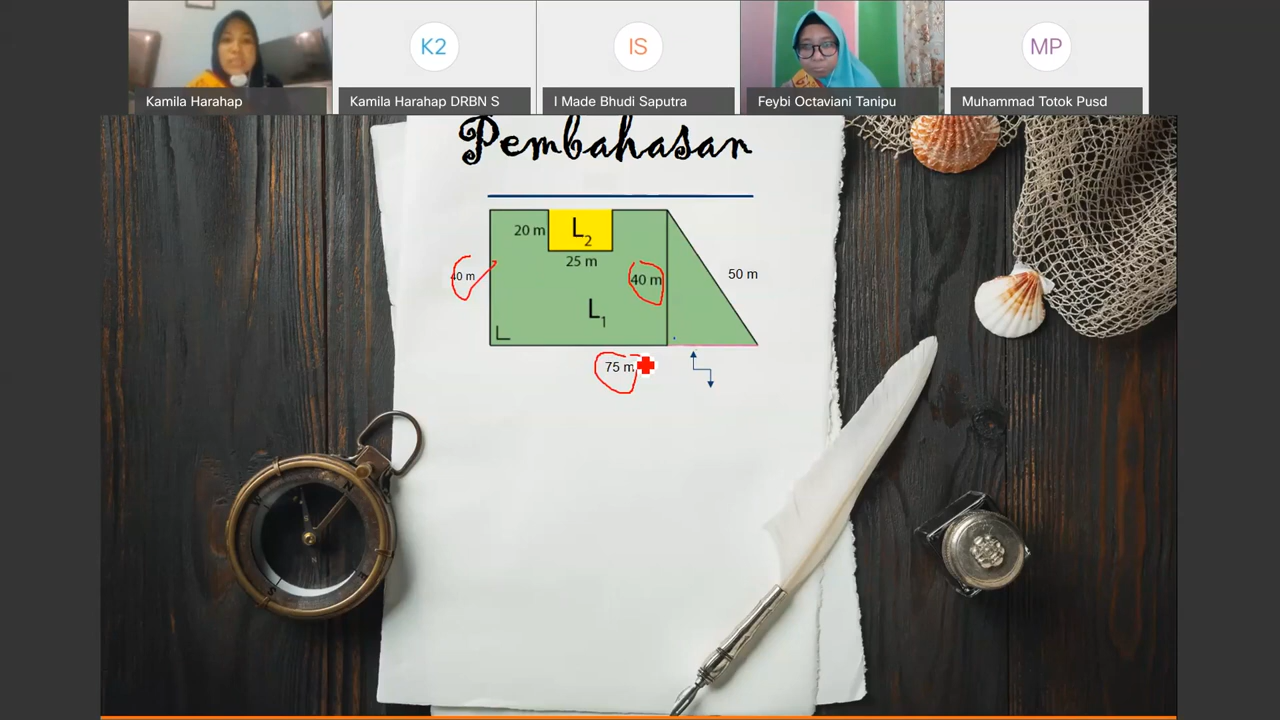 K2
IS
MP
Kamila Harahap
Kamila Harahap DRBN S
I Made Bhudi Saputra
Feybi Octaviani Tanipu
Muhammad Totok Pusd
Pembahasan
20 m
L2
25 m
40 m
40 m
50 m
L1
75 m